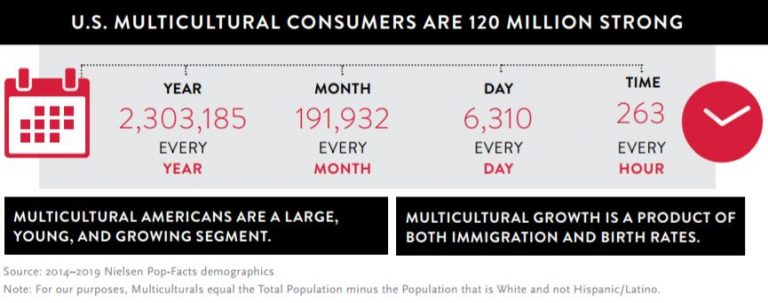 U.S. MULTICULTURAL CONSUMERS ARE 120 MILLION STRONG
YEAR
2,303,185
EVERY
YEAR
MONTH
191,932
EVERY
MONTH
DAY
6,310
EVERY
DAY
TIME
263
EVERY
HOUR
MULTICULTURAL AMERICANS ARE A LARGE,
YOUNG, AND GROWING SEGMENT.
MULTICULTURAL GROWTH IS A PRODUCT OF
BOTH IMMIGRATION AND BIRTH RATES.
Source: 2014–2019 Nielsen Pop-Facts demographics
Note: For our purposes, Multiculturals equal the Total Population minus the Population that is White and not Hispanic/Latino.